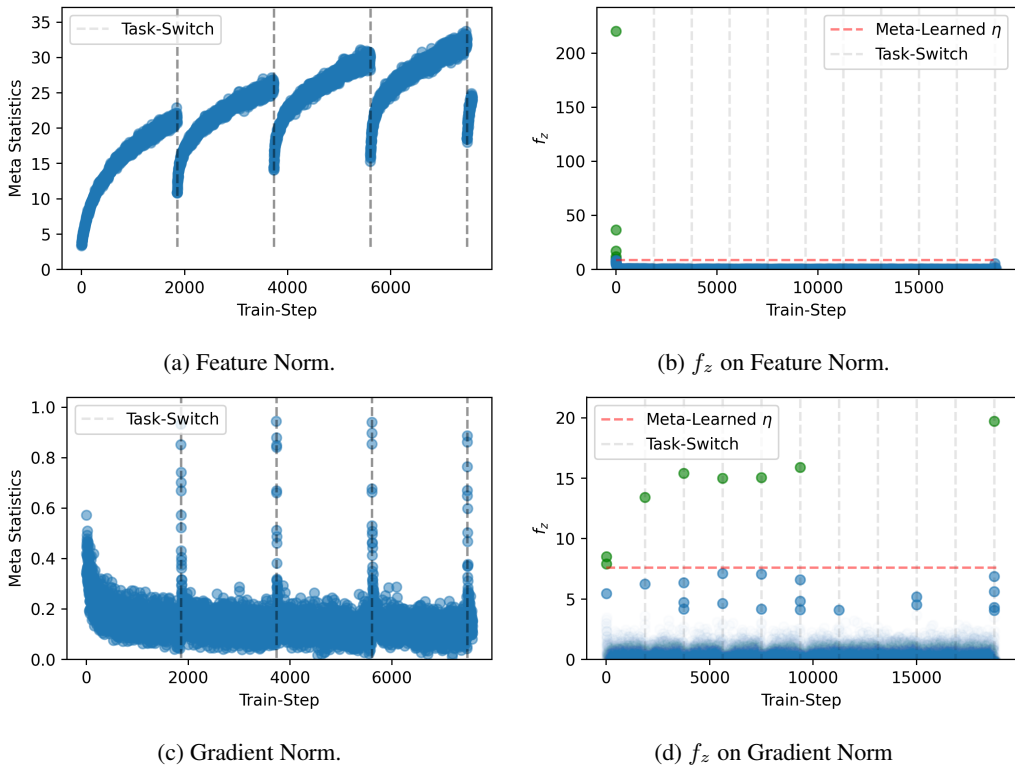 35
30
25
20
15
10
5
0
Meta Statistics
Task-Switch
0
2000
4000
6000
Train-Step
(a) Feature Norm.
200
150
100
50
0
f_z
Meta-Learned η
Task-Switch
0
5000
10000
15000
Train-Step
(b) f_z on Feature Norm.
1.0
0.8
0.6
0.4
0.2
0.0
Meta Statistics
Task-Switch
0
2000
4000
6000
Train-Step
(c) Gradient Norm.
20
15
10
5
0
f_z
Meta-Learned η
Task-Switch
0
5000
10000
15000
Train-Step
(d) f_z on Gradient Norm